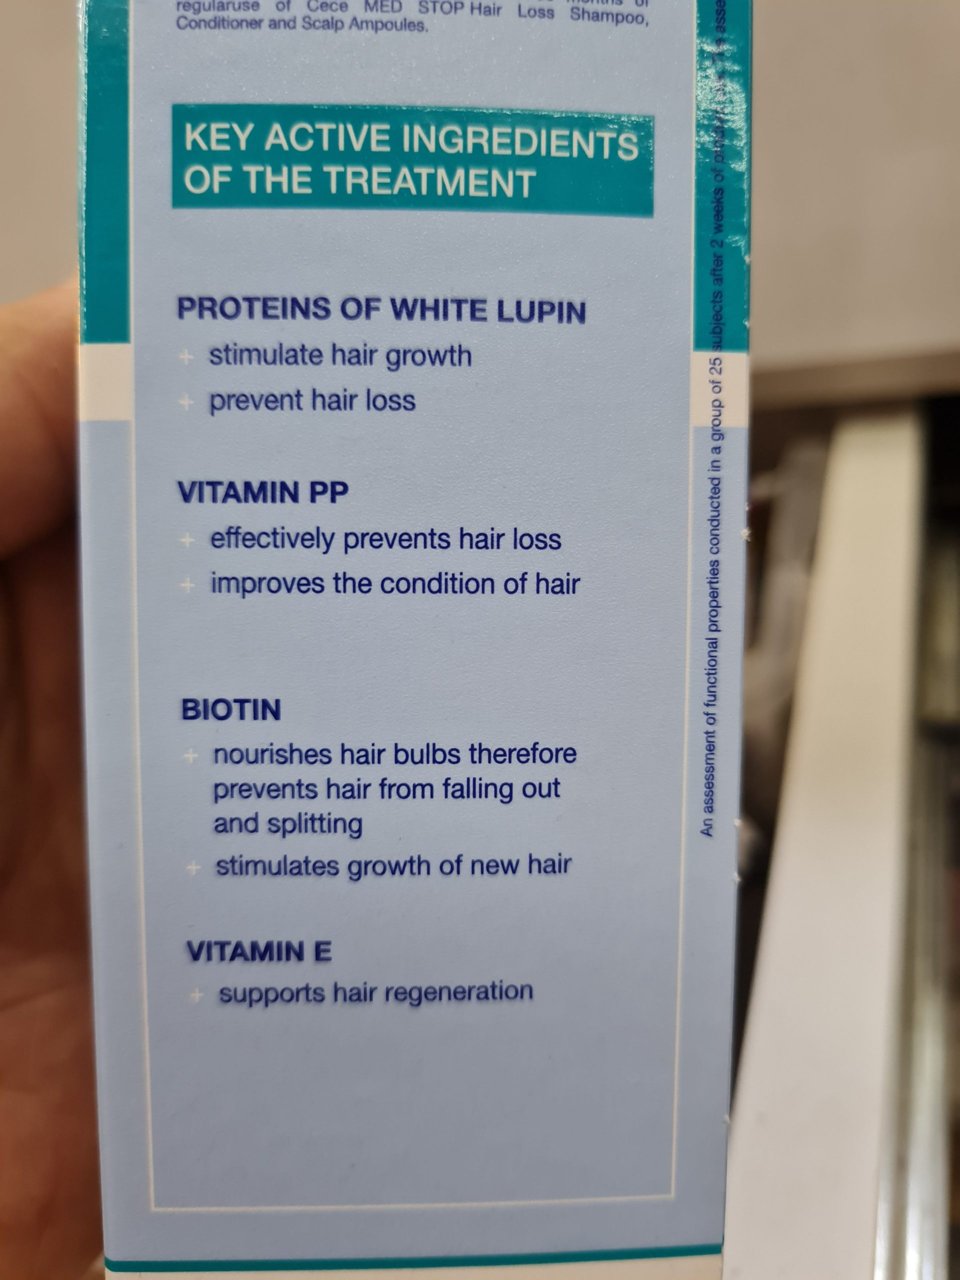 regularuse of Cece MED STOP Hair Loss Shampoo,
Conditioner and Scalp Ampoules.
KEY ACTIVE INGREDIENTS
OF THE TREATMENT
PROTEINS OF WHITE LUPIN
+ stimulate hair growth
+ prevent hair loss
VITAMIN PP
+ effectively prevents hair loss
+ improves the condition of hair
BIOTIN
+ nourishes hair bulbs therefore
prevents hair from falling out
and splitting
+ stimulates growth of new hair
VITAMIN E
+ supports hair regeneration
An assessment of functional properties conducted in a group of 25 subjects after 2 weeks of